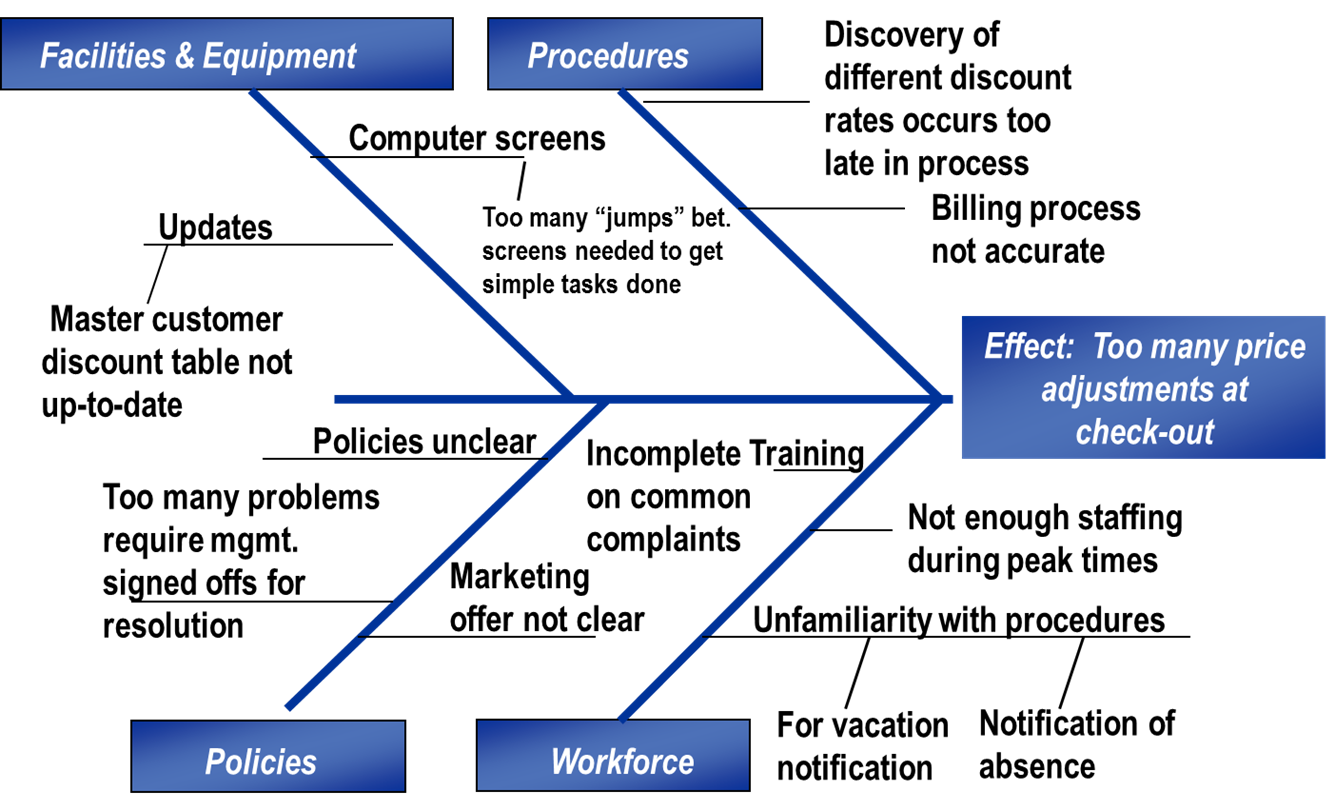 Facilities & Equipment
Procedures
Discovery of
different discount
rates occurs too
late in process
Computer screens
Too many “jumps” bet.
screens needed to get
simple tasks done
Billing process
not accurate
Updates
Master customer
discount table not
up-to-date
Effect:  Too many price
adjustments at
check-out
Policies unclear
Incomplete Training
on common
complaints
Too many problems
require mgmt.
signed offs for
resolution
Not enough staffing
during peak times
Marketing
offer not clear
Unfamiliarity with procedures
For vacation
notification
Notification of
absence
Policies
Workforce